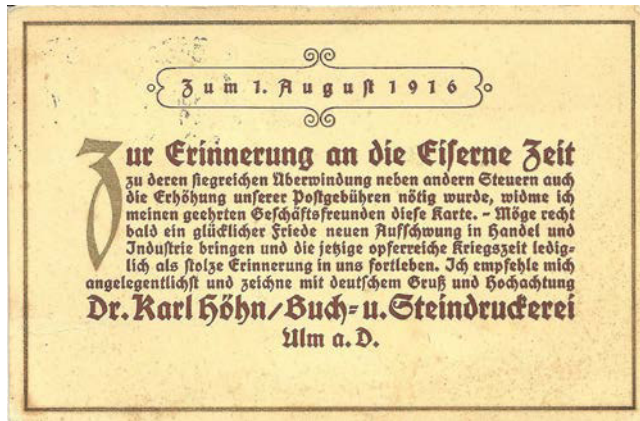 Zum 1. August 1916
Zur Erinnerung an die Eiserne Zeit
zu deren siegreichen Überwindung neben andern Steuern auch
die Erhöhung unserer Postgebühren nötig wurde, widme ich
meinen geehrten Geschäftsfreunden diese Karte. - Möge recht
bald ein glücklicher Friede neuen Aufschwung in Handel und
Industrie bringen und die jetzige opferreiche Kriegszeit ledig-
lich als stolze Erinnerung in uns fortleben. Ich empfehle mich
angelegentlichst und zeichne mit deutschem Gruß und Hochachtung
Dr. Karl Höhn/Buch- u. Steindruckerei
Ulm a. D.